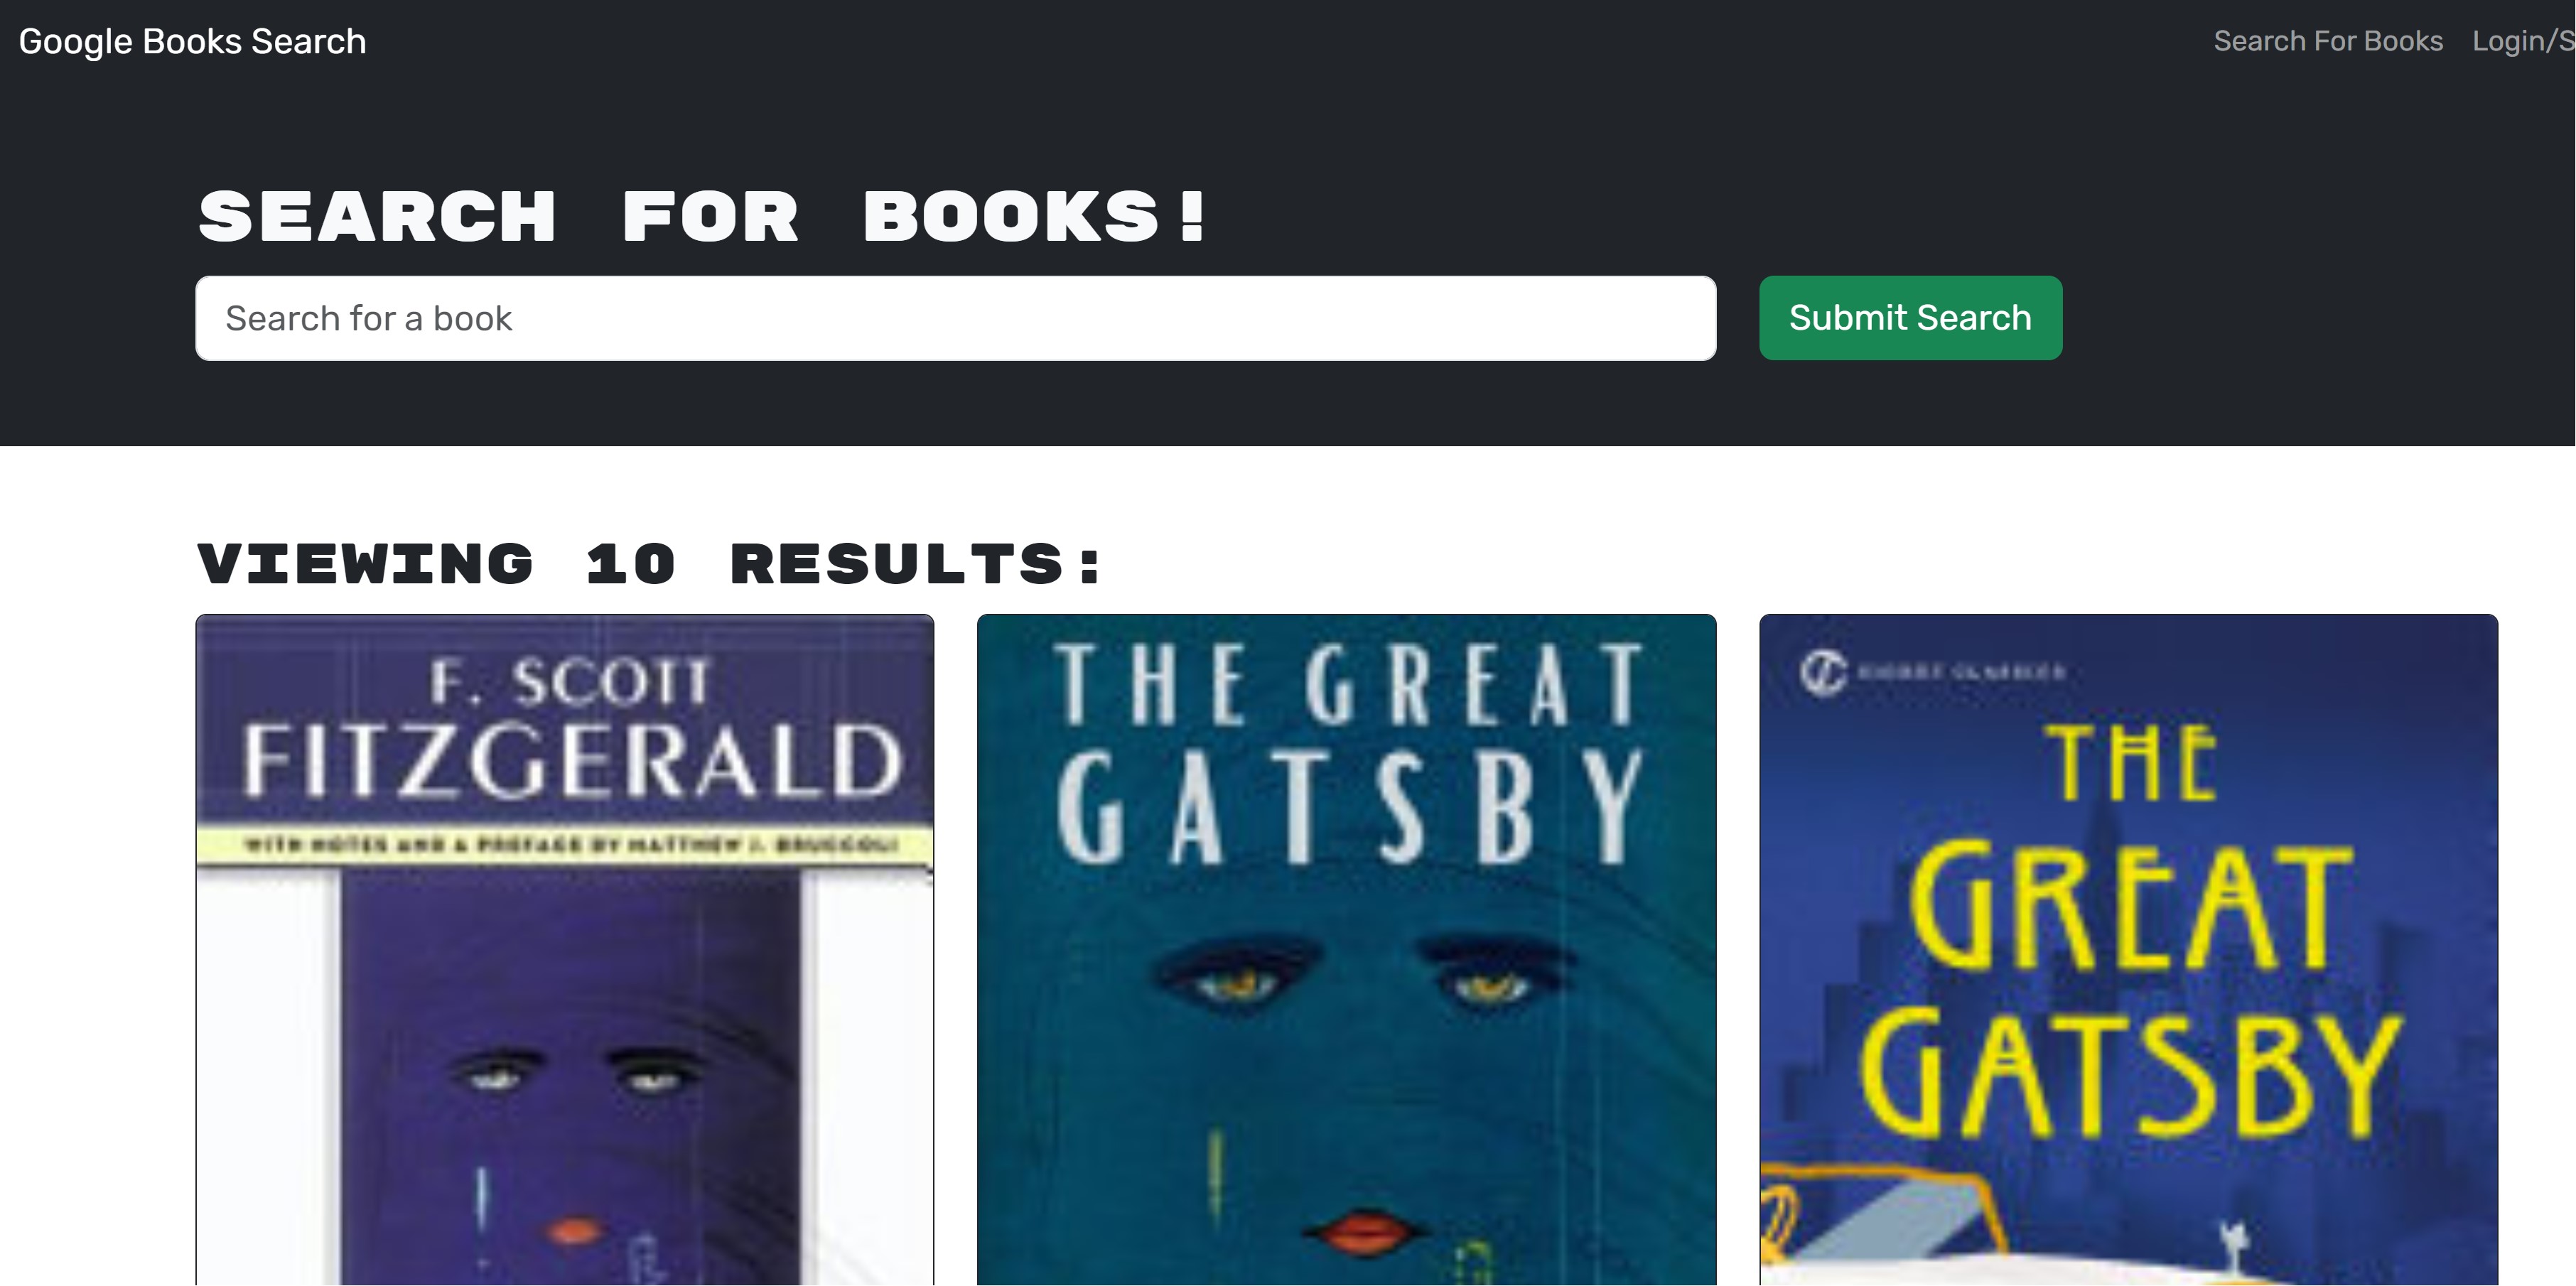 Google Books Search
Search For Books Login/S
SEARCH FOR BOOKS!
Search for a book
Submit Search
VIEWING 10 RESULTS:
F. SCOTT
FITZGERALD
WITH NOTES AND A PREFACE BY MATTHEW J. BRUCCOLI
THE GREAT
GATSBY
THE
GREAT
GATSBY